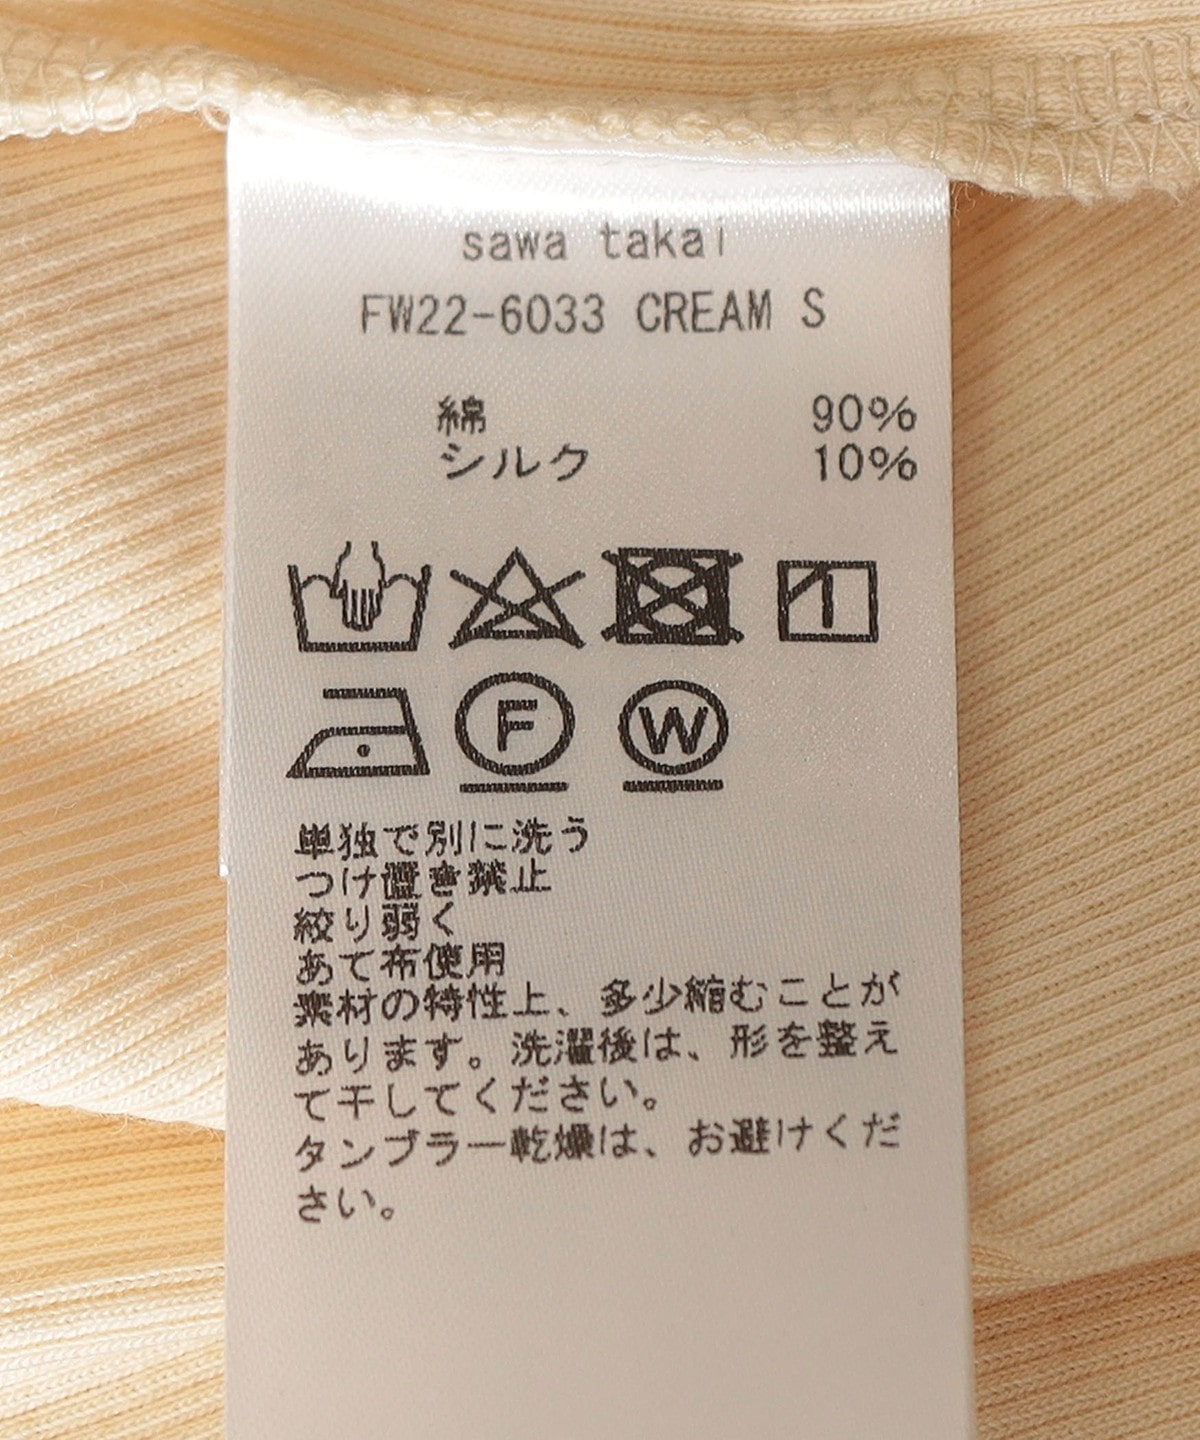 sawa takai
FW22-6033 CREAM S
綿 90%
シルク 10%
F W
単独で別に洗う
つけ置き禁止
絞り弱く
あて布使用
素材の特性上、多少縮むことが
あります。洗濯後は、形を整え
て干してください。
タンブラー乾燥は、お避けくだ
さい。